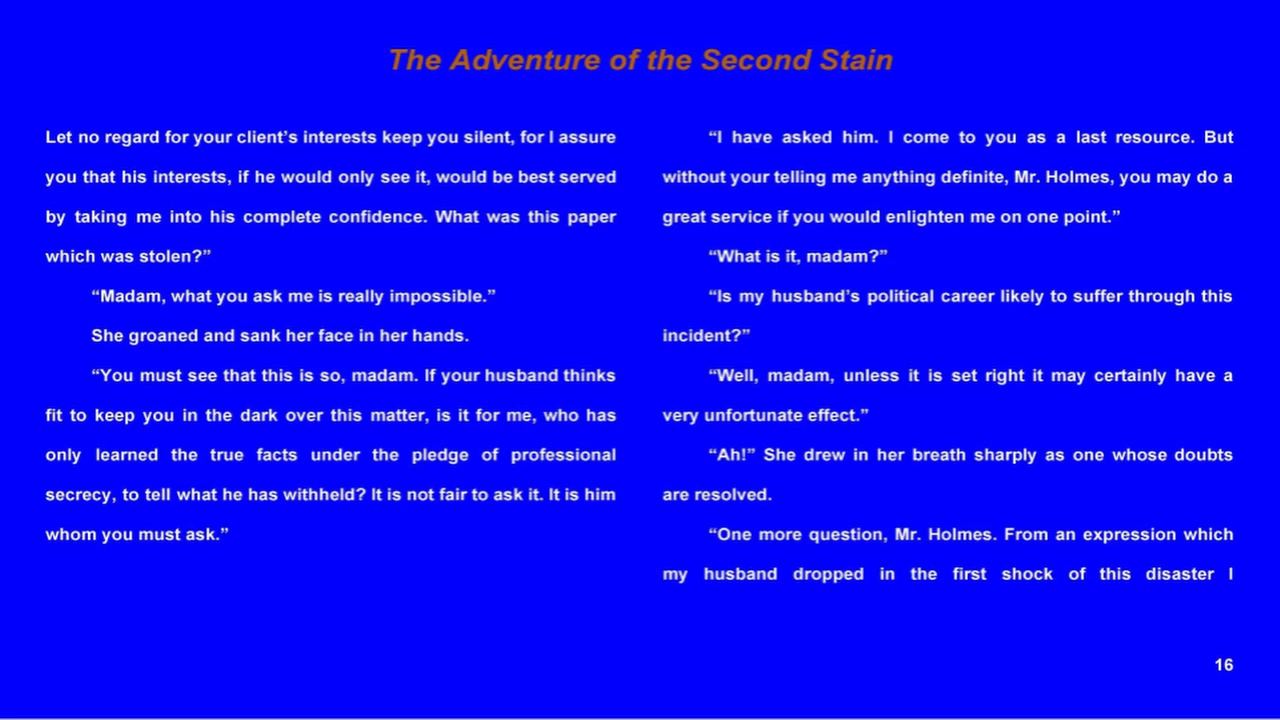 The Adventure of the Second Stain
Let no regard for your client’s interests keep you silent, for I assure
you that his interests, if he would only see it, would be best served
by taking me into his complete confidence. What was this paper
which was stolen?”
“Madam, what you ask me is really impossible.”
She groaned and sank her face in her hands.
“You must see that this is so, madam. If your husband thinks
fit to keep you in the dark over this matter, is it for me, who has
only learned the true facts under the pledge of professional
secrecy, to tell what he has withheld? It is not fair to ask it. It is him
whom you must ask.”
“I have asked him. I come to you as a last resource. But
without your telling me anything definite, Mr. Holmes, you may do a
great service if you would enlighten me on one point.”
“What is it, madam?”
“Is my husband’s political career likely to suffer through this
incident?”
“Well, madam, unless it is set right it may certainly have a
very unfortunate effect.”
“Ah!” She drew in her breath sharply as one whose doubts
are resolved.
“One more question, Mr. Holmes. From an expression which
my husband dropped in the first shock of this disaster I
16